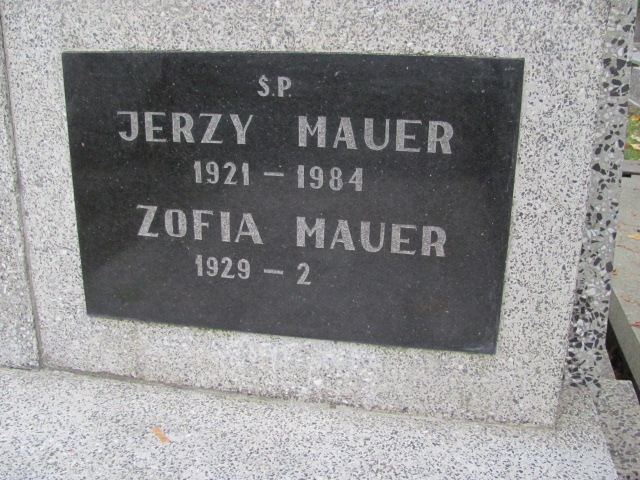 Ś.P.
JERZY MAUER
1921 – 1984
ZOFIA MAUER
1929 – 2